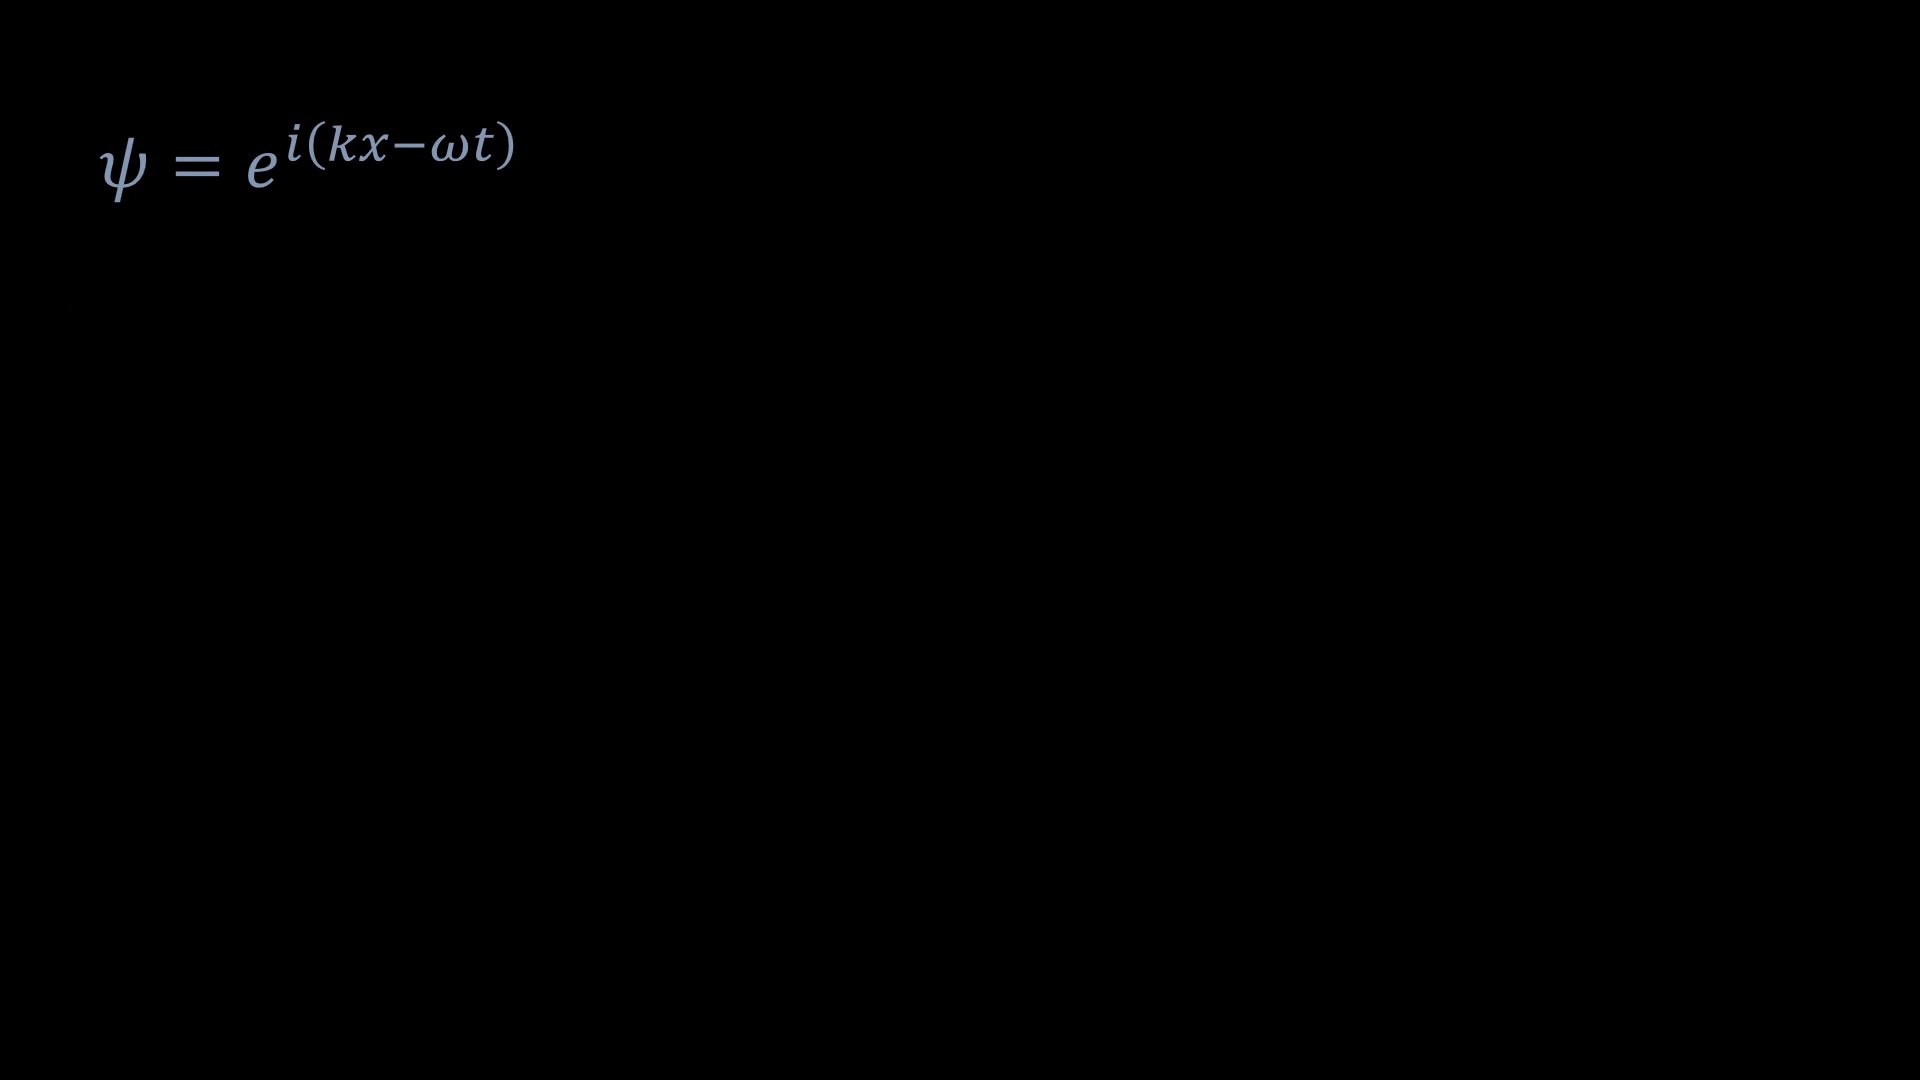 ψ = e^{i(kx−ωt)}